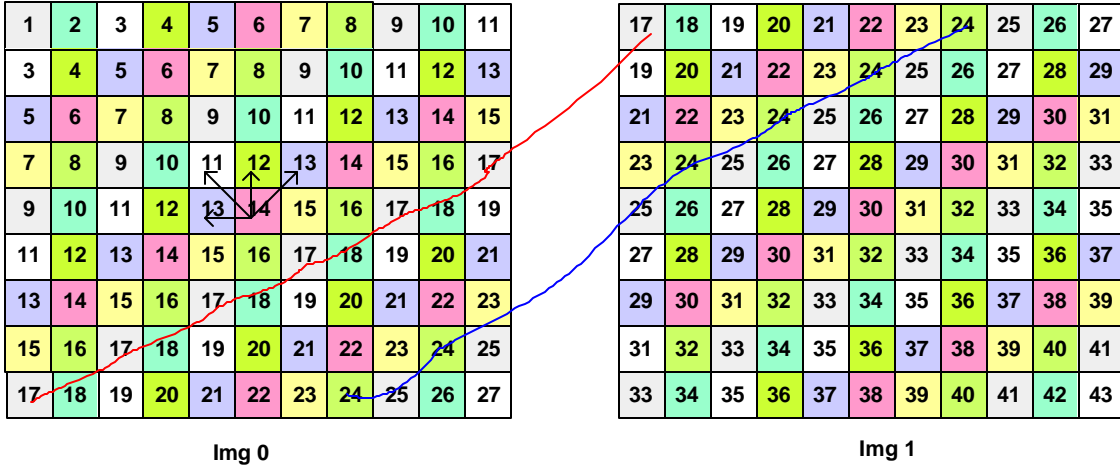 1 2 3 4 5 6 7 8 9 10 11
3 4 5 6 7 8 9 10 11 12 13
5 6 7 8 9 10 11 12 13 14 15
7 8 9 10 11 12 13 14 15 16 17
9 10 11 12 13 14 15 16 17 18 19
11 12 13 14 15 16 17 18 19 20 21
13 14 15 16 17 18 19 20 21 22 23
15 16 17 18 19 20 21 22 23 24 25
17 18 19 20 21 22 23 24 25 26 27
Img 0
17 18 19 20 21 22 23 24 25 26 27
19 20 21 22 23 24 25 26 27 28 29
21 22 23 24 25 26 27 28 29 30 31
23 24 25 26 27 28 29 30 31 32 33
25 26 27 28 29 30 31 32 33 34 35
27 28 29 30 31 32 33 34 35 36 37
29 30 31 32 33 34 35 36 37 38 39
31 32 33 34 35 36 37 38 39 40 41
33 34 35 36 37 38 39 40 41 42 43
Img 1